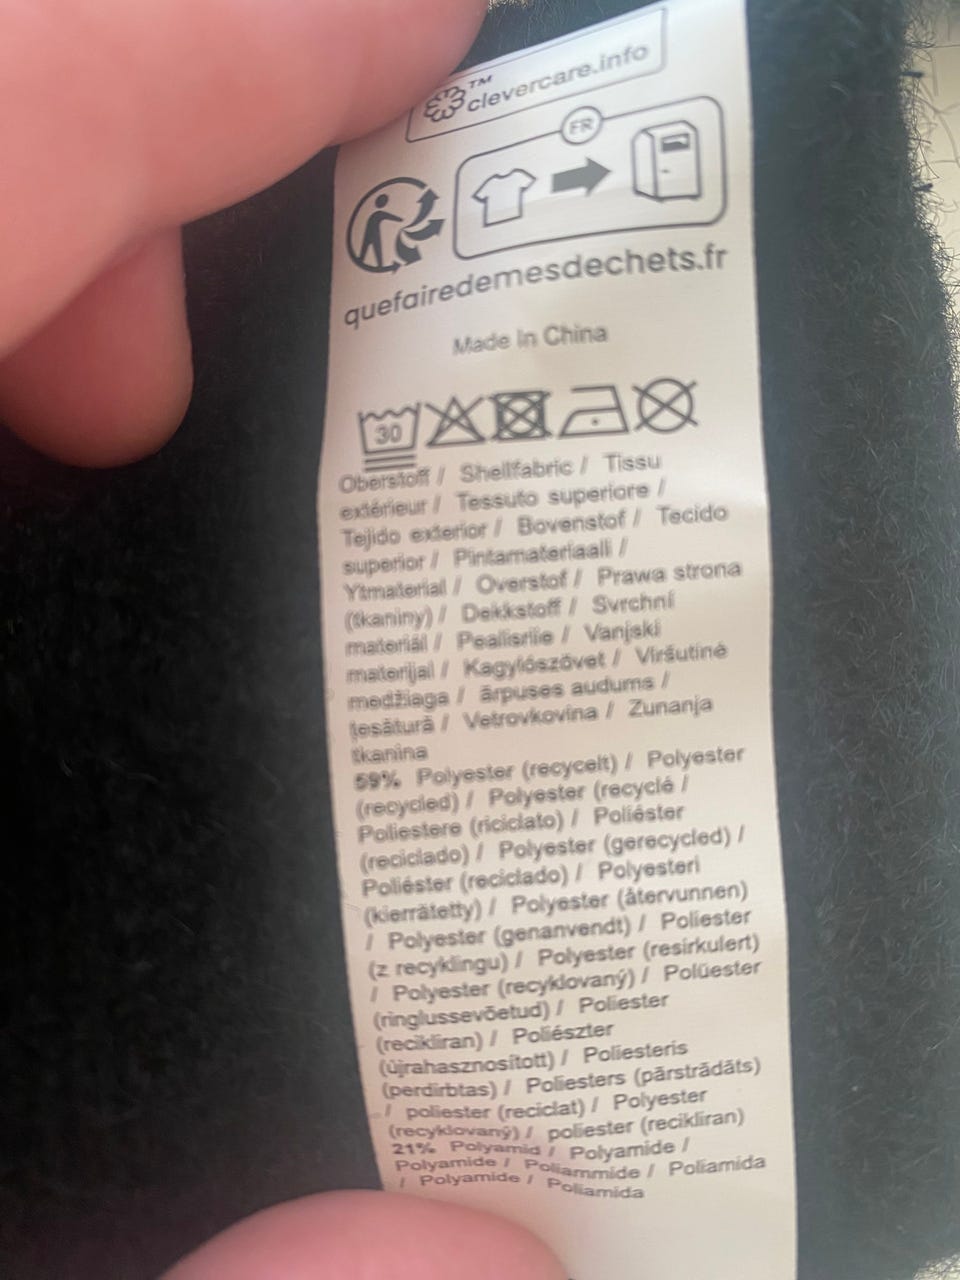 ™
clevercare.info
FR
quefairedemesdechets.fr
Made in China
30
Oberstoff / Shellfabric / Tissu
extérieur / Tessuto superiore /
Tejido exterior / Bovenstof / Tecido
superior / Pintamateriaali /
Ytmaterial / Overstof / Prawa strona
(tkaniny) / Dekkstoff / Svrchní
materiál / Pealisriie / Vanjski
materijal / Kagylószövet / Viršutinė
medžiaga / ārpuses audums /
țesătură / Vetrovkovina / Zunanja
tkanina
59% Polyester (recycelt) / Polyester
(recycled) / Polyester (recyclé /
Poliestere (riciclato) / Poliéster
(reciclado) / Polyester (gerecycled) /
Poliéster (reciclado) / Polyesteri
(kierrätetty) / Polyester (återvunnen)
/ Polyester (genanvendt) / Poliester
(z recyklingu) / Polyester (resirkulert)
/ Polyester (recyklovaný) / Polüester
(ringlussevõetud) / Poliester
(recikliran) / Poliészter
(újrahasznosított) / Poliesteris
(perdirbtas) / Poliesters (pārstrādāts)
/ poliester (reciclat) / Polyester
(recyklovaný) / poliester (recikliran)
21% Polyamid / Polyamide /
Polyamide / Poliammide / Poliamida
/ Polyamide / Poliamida